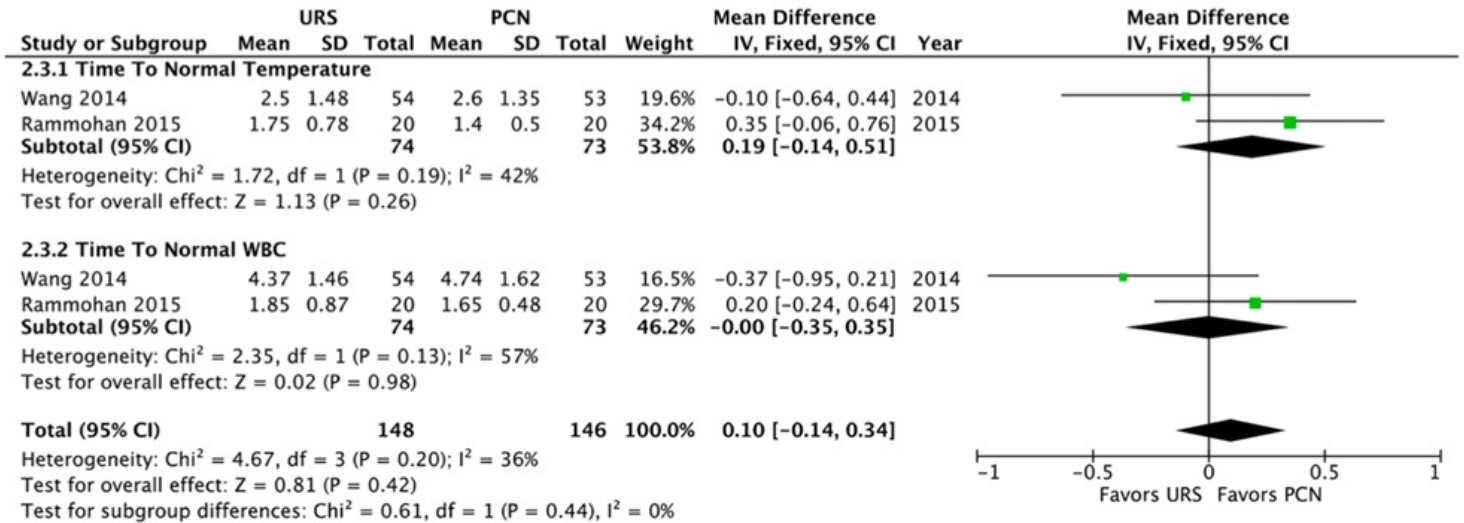 URS PCN Mean Difference Mean Difference
Study or Subgroup Mean SD Total Mean SD Total Weight IV, Fixed, 95% CI Year IV, Fixed, 95% CI
2.3.1 Time To Normal Temperature
Wang 2014 2.5 1.48 54 2.6 1.35 53 19.6% -0.10 [-0.64, 0.44] 2014
Rammohan 2015 1.75 0.78 20 1.4 0.5 20 34.2% 0.35 [-0.06, 0.76] 2015
Subtotal (95% CI) 74 73 53.8% 0.19 [-0.14, 0.51]
Heterogeneity: Chi² = 1.72, df = 1 (P = 0.19); I² = 42%
Test for overall effect: Z = 1.13 (P = 0.26)
2.3.2 Time To Normal WBC
Wang 2014 4.37 1.46 54 4.74 1.62 53 16.5% -0.37 [-0.95, 0.21] 2014
Rammohan 2015 1.85 0.87 20 1.65 0.48 20 29.7% 0.20 [-0.24, 0.64] 2015
Subtotal (95% CI) 74 73 46.2% -0.00 [-0.35, 0.35]
Heterogeneity: Chi² = 2.35, df = 1 (P = 0.13); I² = 57%
Test for overall effect: Z = 0.02 (P = 0.98)
Total (95% CI) 148 146 100.0% 0.10 [-0.14, 0.34]
Heterogeneity: Chi² = 4.67, df = 3 (P = 0.20); I² = 36%
Test for overall effect: Z = 0.81 (P = 0.42)
Test for subgroup differences: Chi² = 0.61, df = 1 (P = 0.44), I² = 0%
-1 -0.5 0 0.5 1
Favors URS Favors PCN